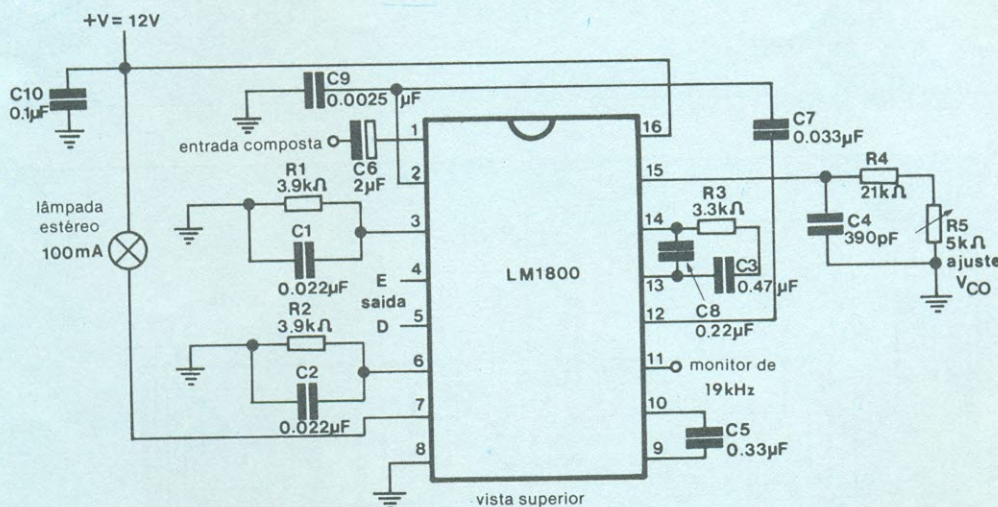 +V = 12V
C10
0.1µF
C9
0.0025 µF
entrada composta
C6
2µF
R1
3.9kΩ
C1
0.022µF
lâmpada
estéreo
100mA
E
saida
D
R2
3.9kΩ
C2
0.022µF
1
2
3
4
5
6
7
8
LM1800
16
15
14
13
12
11
10
9
C7
0.033µF
R4
21kΩ
C4
390pF
R5
5kΩ
ajuste
VCO
R3
3.3kΩ
C3
0.47µF
C8
0.22µF
monitor de
19kHz
C5
0.33µF
vista superior